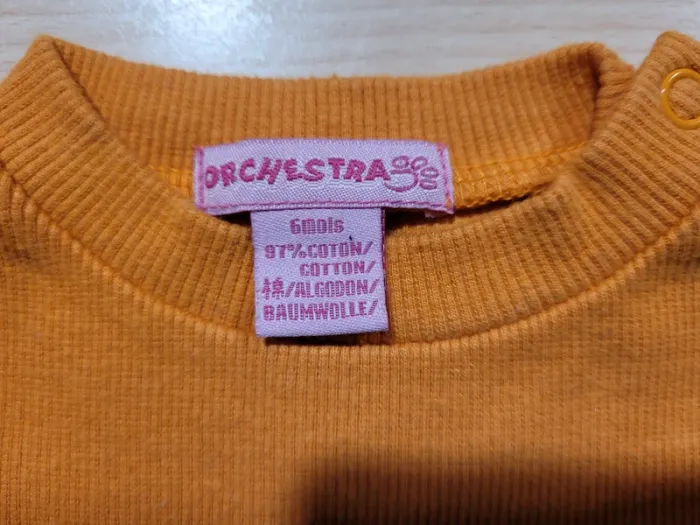 ORCHESTRA
6mois
97%COTON/
COTTON/
棉/ALGODON/
BAUMWOLLE/